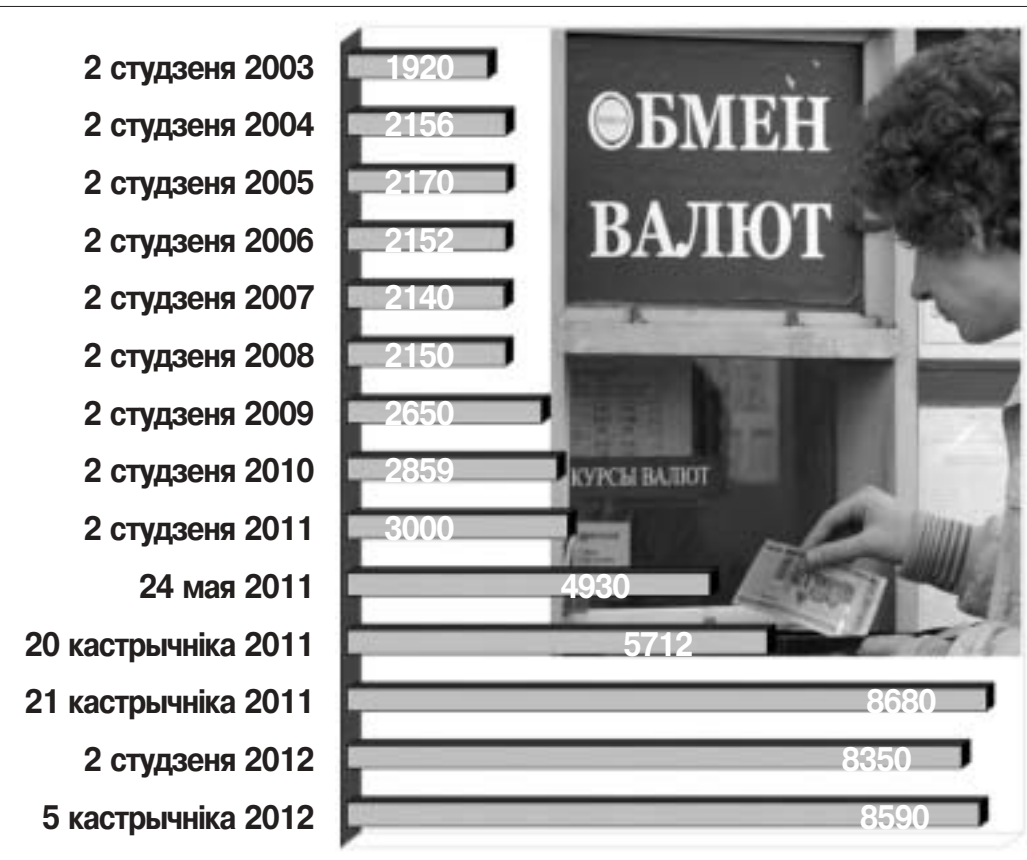 2 студзеня 2003 1920
2 студзеня 2004 2156
2 студзеня 2005 2170
2 студзеня 2006 2152
2 студзеня 2007 2140
2 студзеня 2008 2150
2 студзеня 2009 2650
2 студзеня 2010 2859
2 студзеня 2011 3000
24 мая 2011 4930
20 кастрычніка 2011 5712
21 кастрычніка 2011 8680
2 студзеня 2012 8350
5 кастрычніка 2012 8590
ОБМЕН
ВАЛЮТ
КУРСЫ ВАЛЮТ